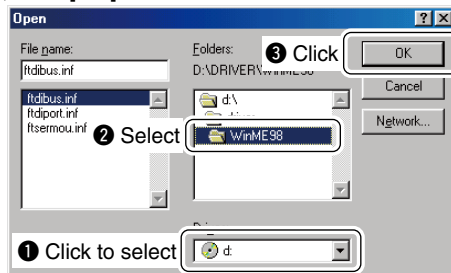 Open
File name:
Folders:
❸ Click
OK
ftdibus.inf
D:\DRIVER\WINME98
Cancel
ftdibus.inf
d:\
Network...
ftdiport.inf
ftsermou.inf
❷ Select
WinME98
❶ Click to select
d: